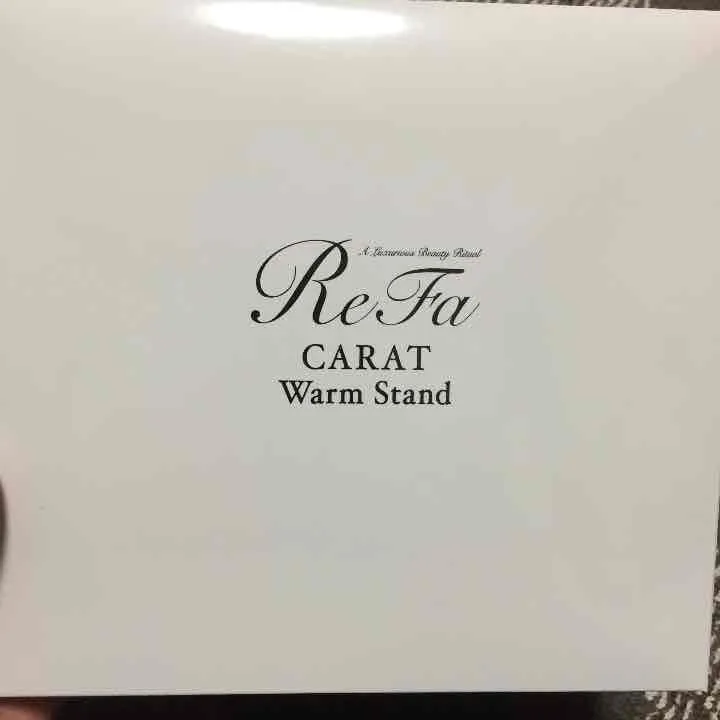 A Luxurious Beauty Ritual
ReFa
CARAT
Warm Stand